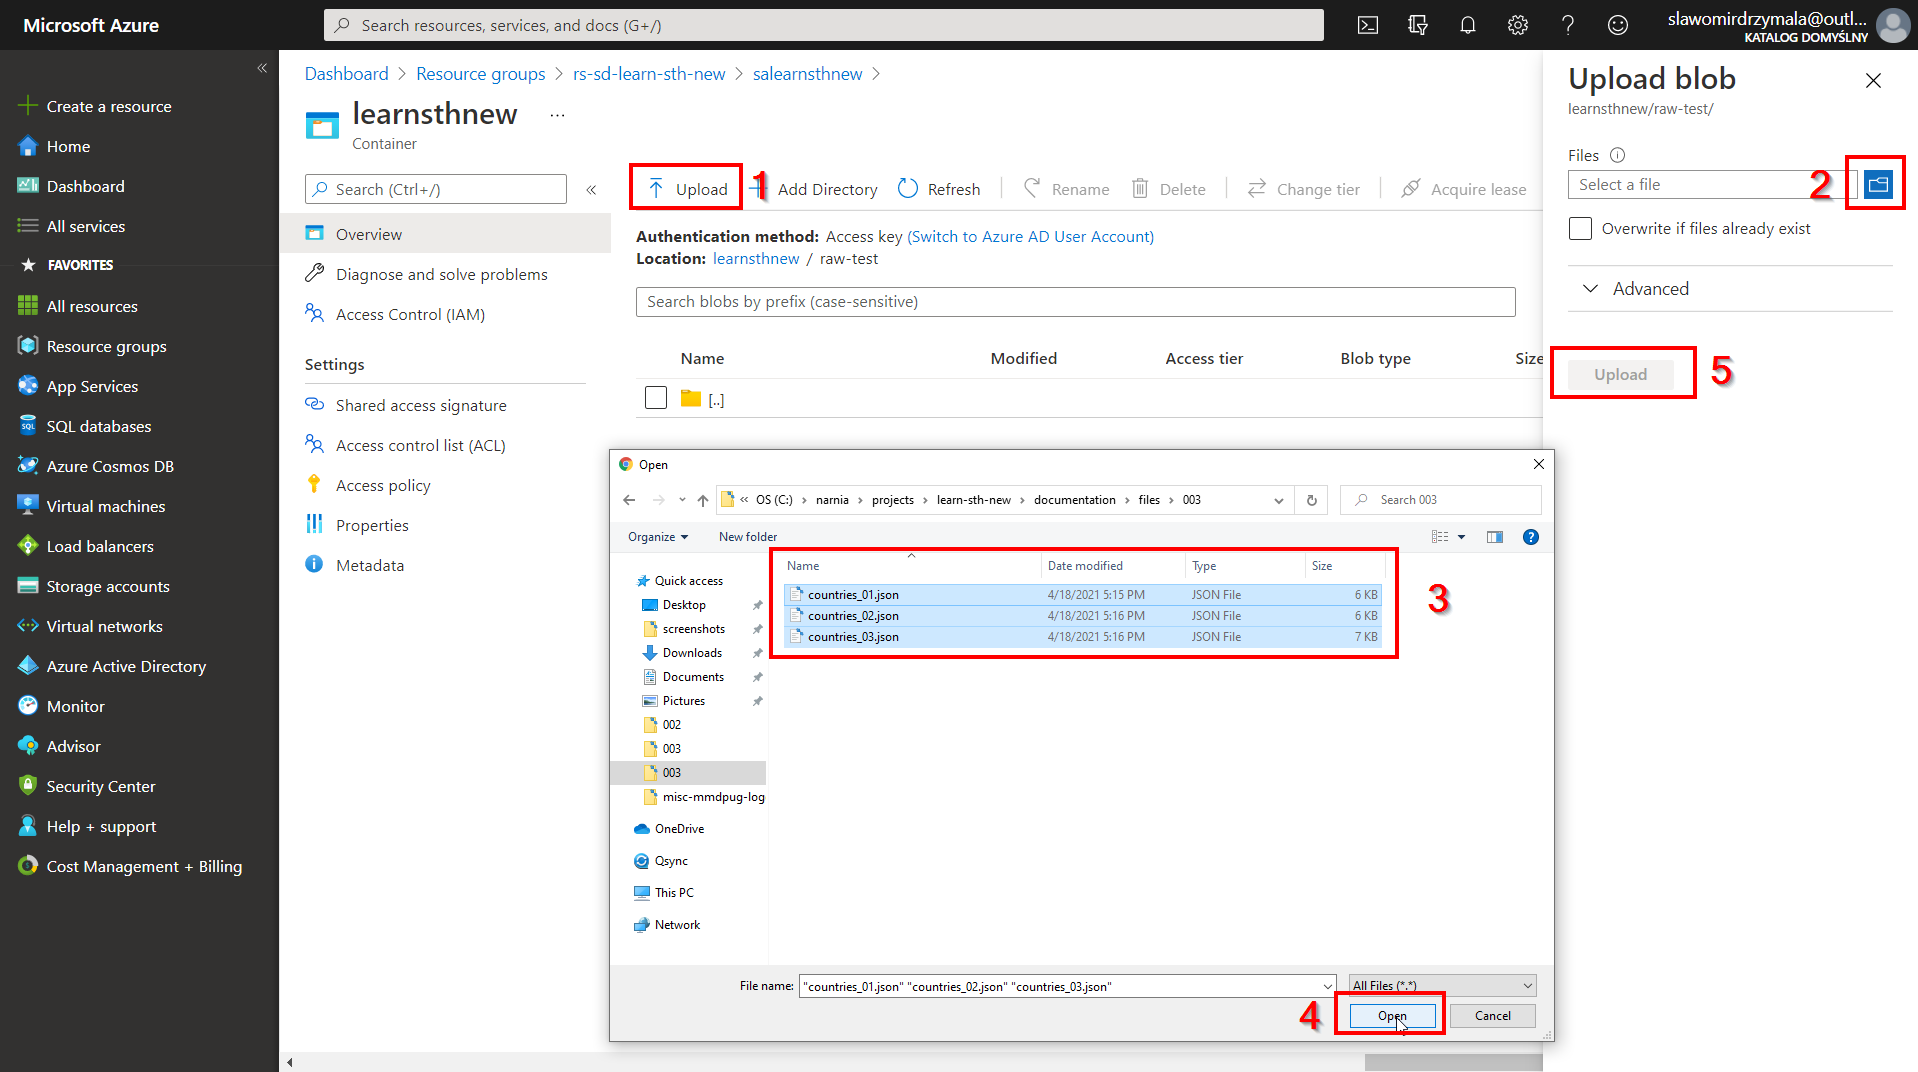 Microsoft Azure
Search resources, services, and docs (G+/)
slawomirdrzymala@outl...
KATALOG DOMYŚLNY
Create a resource
Home
Dashboard
All services
FAVORITES
All resources
Resource groups
App Services
SQL databases
Azure Cosmos DB
Virtual machines
Load balancers
Storage accounts
Virtual networks
Azure Active Directory
Monitor
Advisor
Security Center
Help + support
Cost Management + Billing
Dashboard > Resource groups > rs-sd-learn-sth-new > salearnsthnew >
learnsthnew ...
Container
Search (Ctrl+/)
Overview
Diagnose and solve problems
Access Control (IAM)
Settings
Shared access signature
Access control list (ACL)
Access policy
Properties
Metadata
Upload 1 Add Directory Refresh Rename Delete Change tier Acquire lease
Authentication method: Access key (Switch to Azure AD User Account)
Location: learnsthnew / raw-test
Search blobs by prefix (case-sensitive)
Name Modified Access tier Blob type Size
[..]
Upload blob
learnsthnew/raw-test/
Files
Select a file 2
Overwrite if files already exist
Advanced
Upload 5
Open
« OS (C:) > narnia > projects > learn-sth-new > documentation > files > 003
Search 003
Organize New folder
Quick access
Desktop
screenshots
Downloads
Documents
Pictures
002
003
003
misc-mmdpug-log
OneDrive
Qsync
This PC
Network
Name Date modified Type Size
countries_01.json 4/18/2021 5:15 PM JSON File 6 KB
countries_02.json 4/18/2021 5:16 PM JSON File 6 KB
countries_03.json 4/18/2021 5:16 PM JSON File 7 KB
3
File name: "countries_01.json" "countries_02.json" "countries_03.json" All Files (*.*)
4 Open Cancel